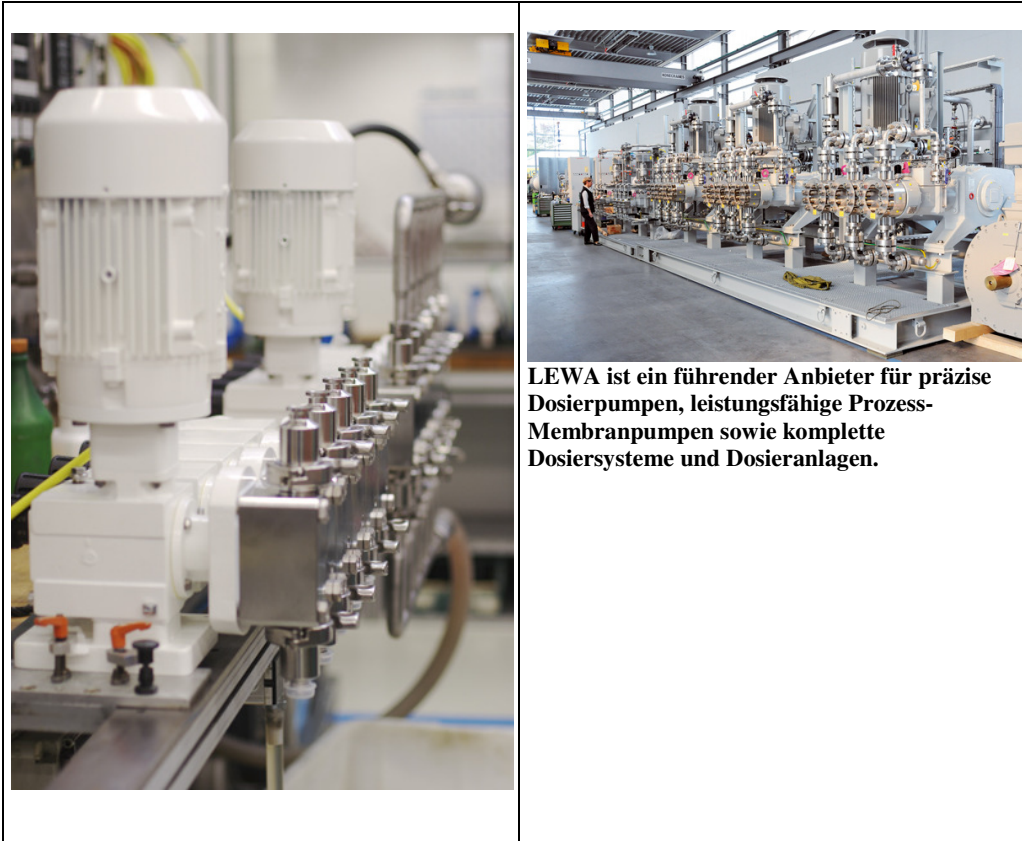 LEWA ist ein führender Anbieter für präzise
Dosierpumpen, leistungsfähige Prozess-
Membranpumpen sowie komplette
Dosiersysteme und Dosieranlagen.